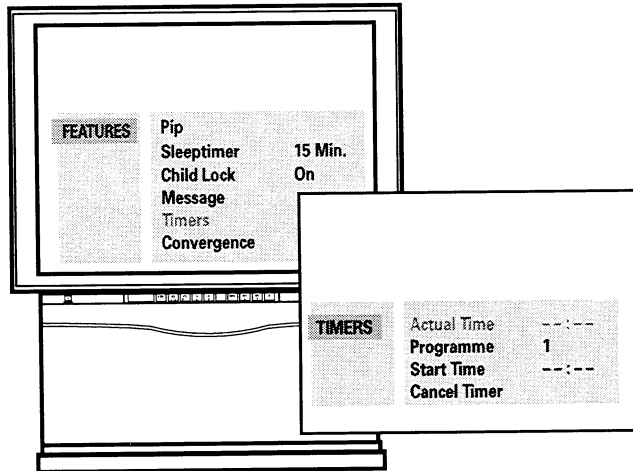 FEATURES Pip
Sleeptimer 15 Min.
Child Lock On
Message
Timers
Convergence
TIMERS Actual Time --:--
Programme 1
Start Time --:--
Cancel Timer